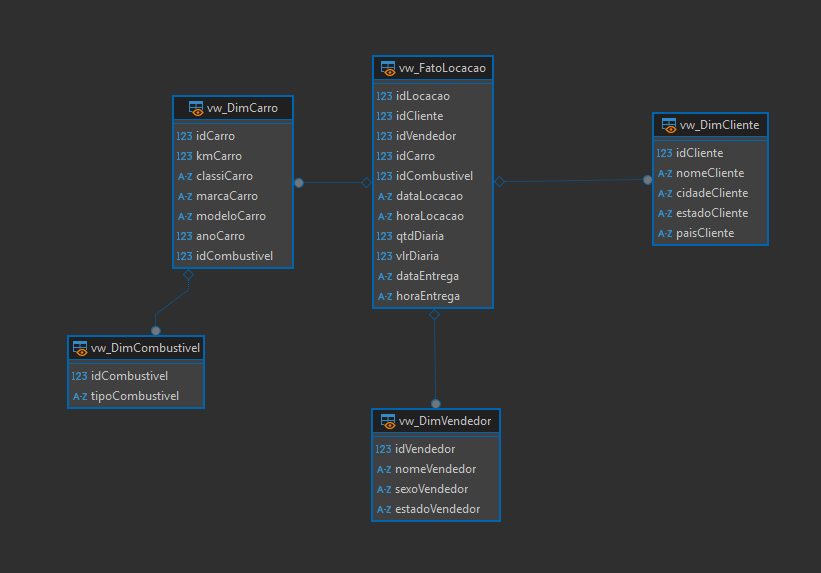 vw_FatoLocacao
123 idLocacao
123 idCliente
123 idVendedor
123 idCarro
123 idCombustivel
A-Z dataLocacao
A-Z horaLocacao
123 qtdDiaria
123 vlrDiaria
A-Z dataEntrega
A-Z horaEntrega
vw_DimCarro
123 idCarro
123 kmCarro
A-Z classiCarro
A-Z marcaCarro
A-Z modeloCarro
123 anoCarro
123 idCombustivel
vw_DimCliente
123 idCliente
A-Z nomeCliente
A-Z cidadeCliente
A-Z estadoCliente
A-Z paisCliente
vw_DimCombustivel
123 idCombustivel
A-Z tipoCombustivel
vw_DimVendedor
123 idVendedor
A-Z nomeVendedor
A-Z sexoVendedor
A-Z estadoVendedor